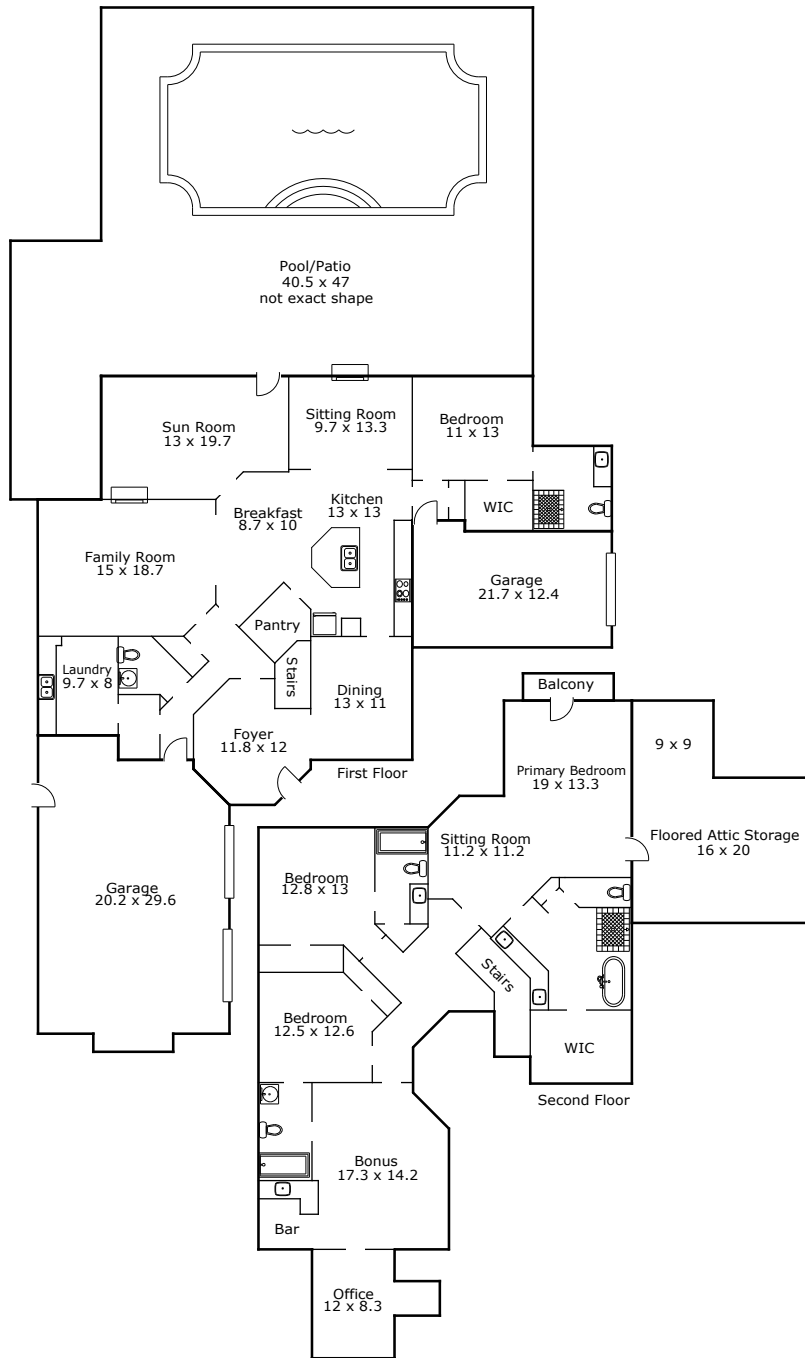 Pool/Patio
40.5 x 47
not exact shape
Sun Room
13 x 19.7
Sitting Room
9.7 x 13.3
Bedroom
11 x 13
Breakfast
8.7 x 10
Kitchen
13 x 13
WIC
Family Room
15 x 18.7
Garage
21.7 x 12.4
Pantry
Laundry
9.7 x 8
Stairs
Dining
13 x 11
Foyer
11.8 x 12
First Floor
Garage
20.2 x 29.6
Balcony
Primary Bedroom
19 x 13.3
9 x 9
Sitting Room
11.2 x 11.2
Floored Attic Storage
16 x 20
Bedroom
12.8 x 13
Stairs
Bedroom
12.5 x 12.6
WIC
Second Floor
Bonus
17.3 x 14.2
Bar
Office
12 x 8.3